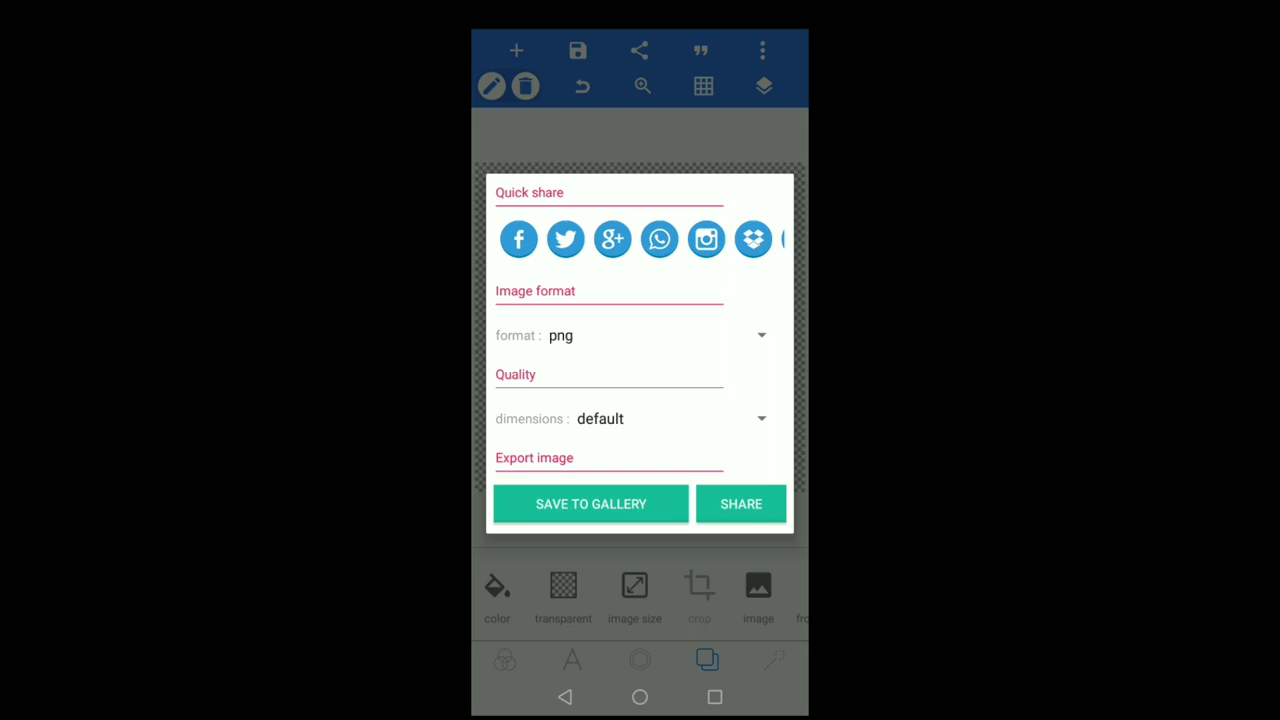 Quick share
Image format
format : png
Quality
dimensions : default
Export image
SAVE TO GALLERY SHARE
color transparent image size crop image fro